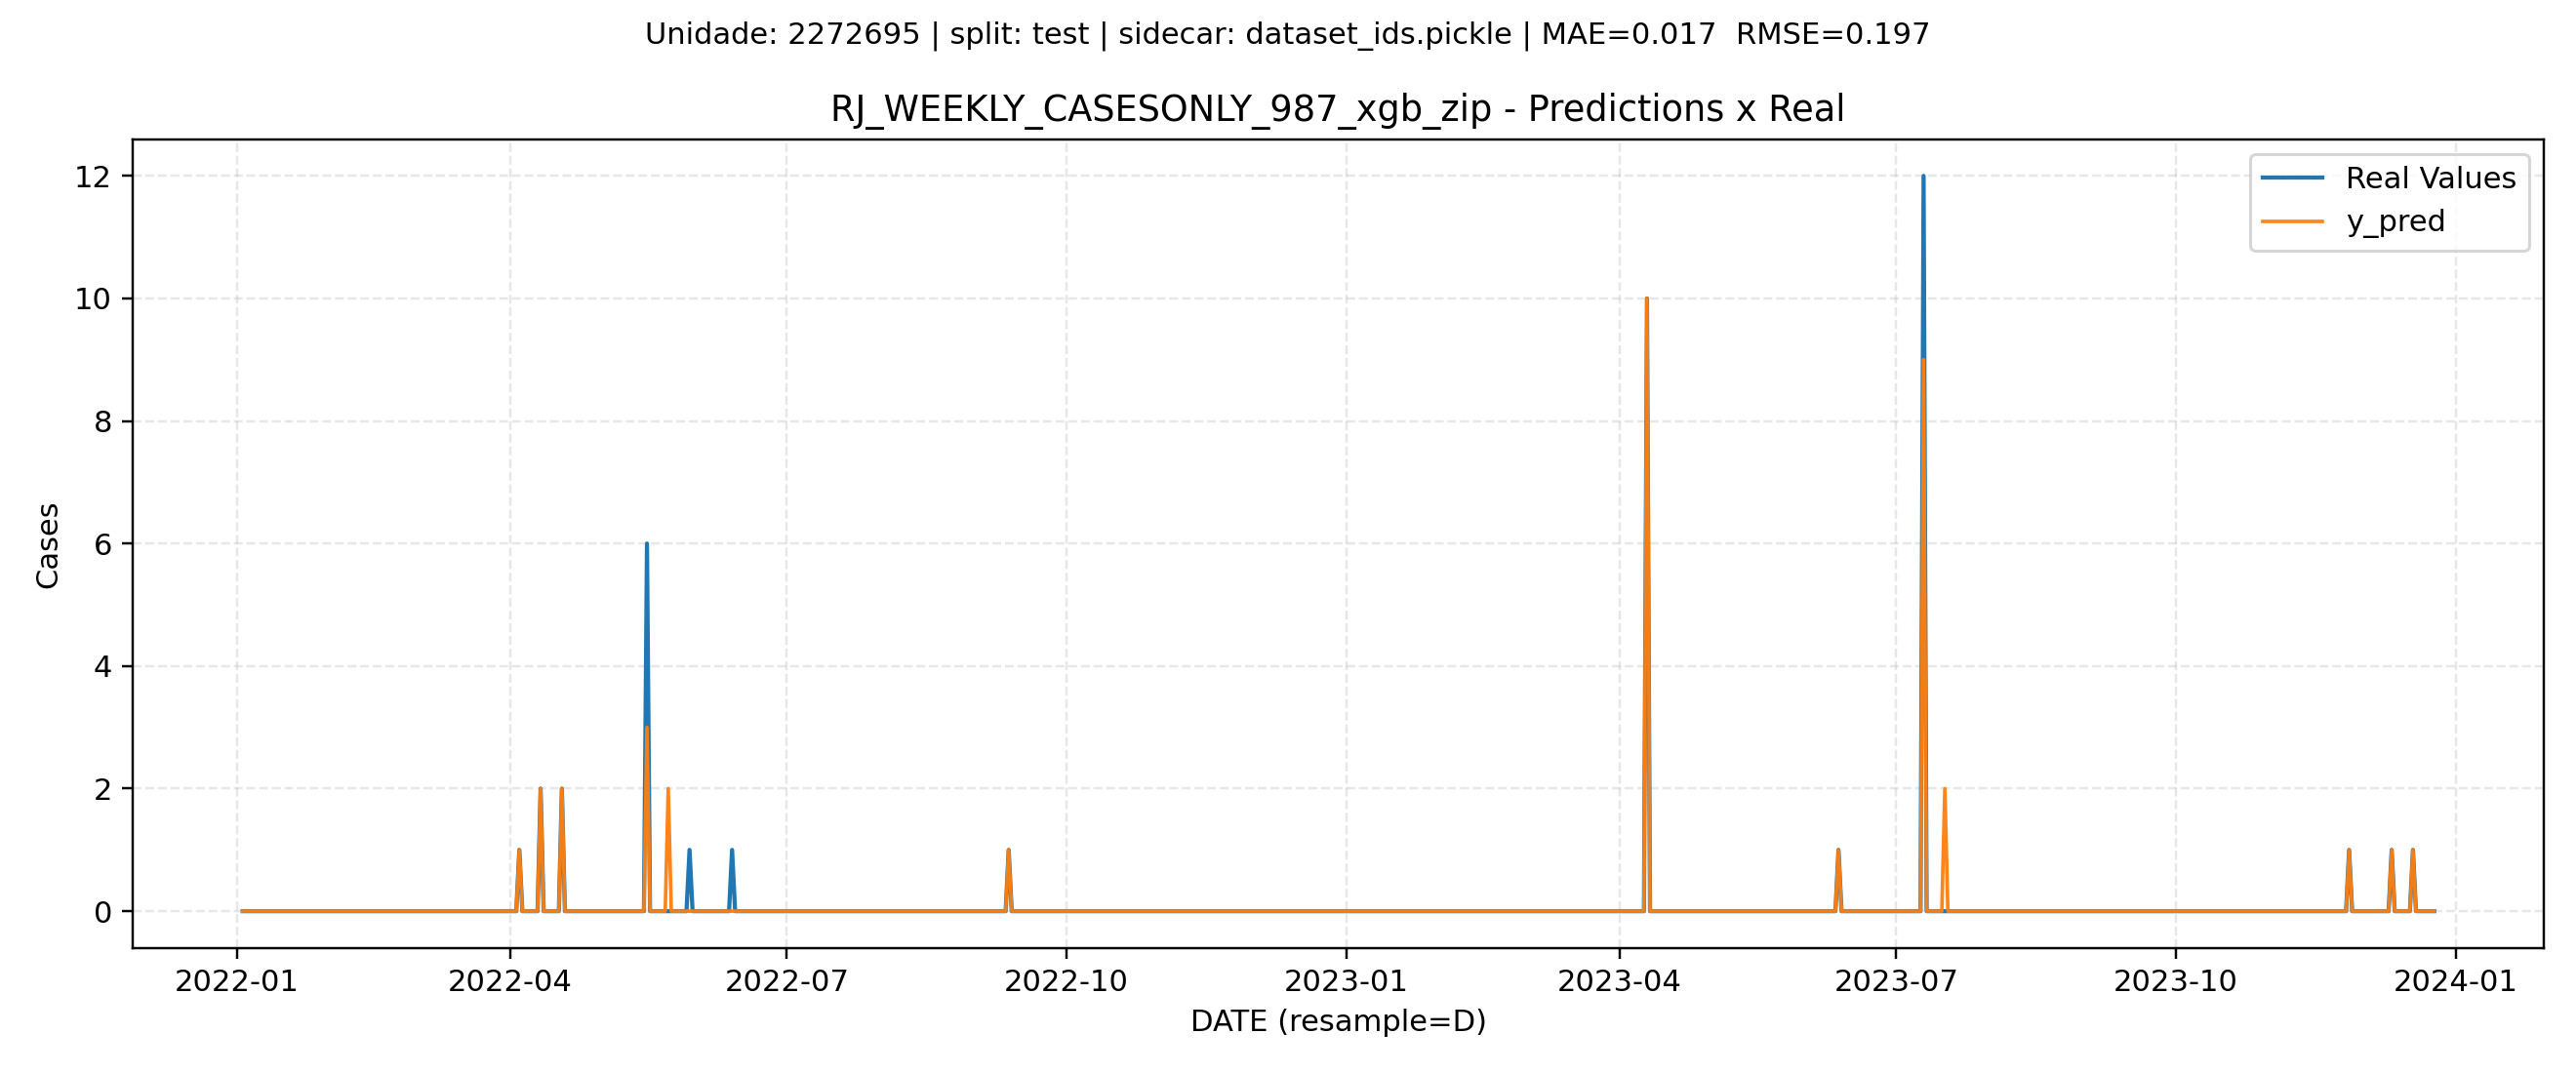 Unidade: 2272695 | split: test | sidecar: dataset_ids.pickle | MAE=0.017  RMSE=0.197
RJ_WEEKLY_CASESONLY_987_xgb_zip - Predictions x Real
Real Values
y_pred
12
10
8
6
4
2
0
Cases
2022-01
2022-04
2022-07
2022-10
2023-01
2023-04
2023-07
2023-10
2024-01
DATE (resample=D)